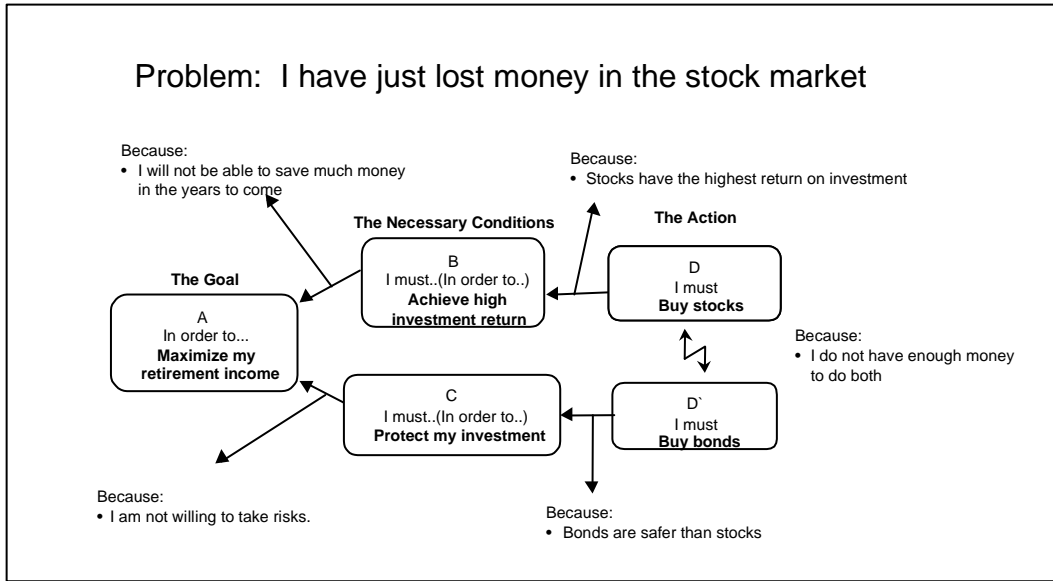 Problem:  I have just lost money in the stock market
Because:
• I will not be able to save much money
in the years to come
Because:
• Stocks have the highest return on investment
The Necessary Conditions
The Action
The Goal
B
I must..(In order to..)
Achieve high
investment return
D
I must
Buy stocks
A
In order to...
Maximize my
retirement income
Because:
• I do not have enough money
to do both
C
I must..(In order to..)
Protect my investment
D`
I must
Buy bonds
Because:
• I am not willing to take risks.
Because:
• Bonds are safer than stocks